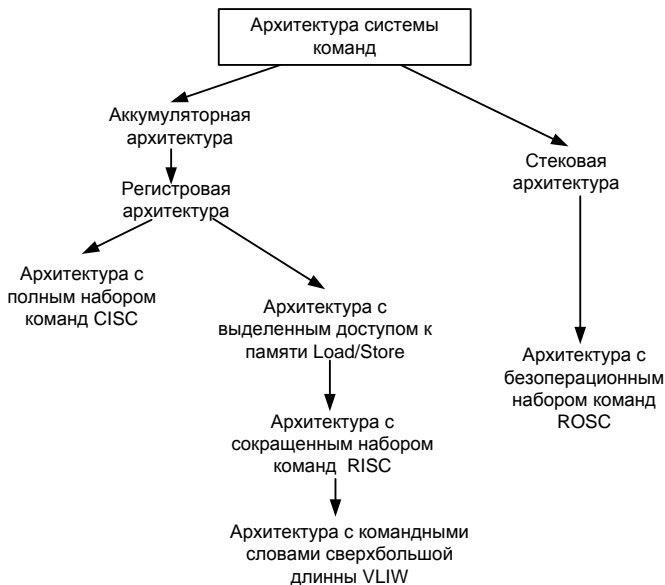 Архитектура системы
команд
Аккумуляторная
архитектура
Стековая
архитектура
Регистровая
архитектура
Архитектура с
полным набором
команд CISC
Архитектура с
выделенным доступом к
памяти Load/Store
Архитектура с
безоперационным
набором команд
ROSC
Архитектура с
сокращенным набором
команд RISC
Архитектура с командными
словами сверхбольшой
длинны VLIW